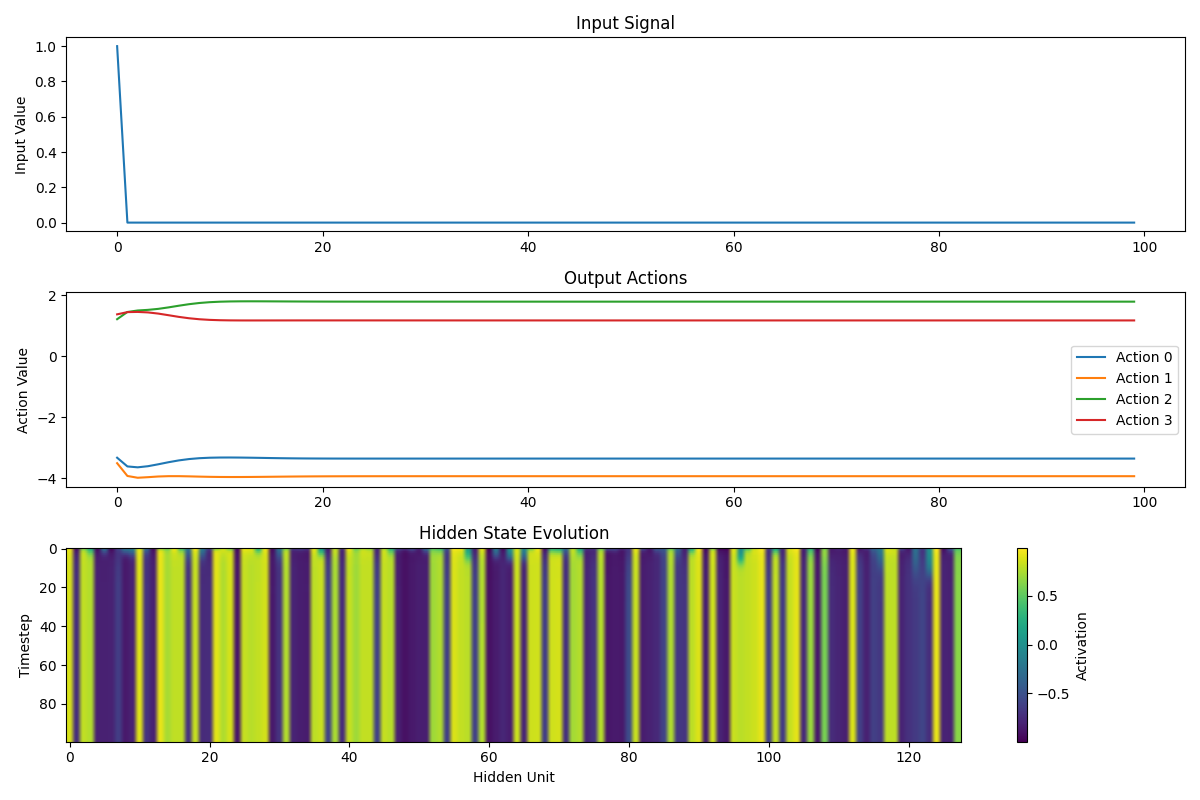 Input Signal
Input Value
1.0
0.8
0.6
0.4
0.2
0.0
0 20 40 60 80 100
Output Actions
Action Value
2
0
−2
−4
Action 0
Action 1
Action 2
Action 3
0 20 40 60 80 100
Hidden State Evolution
Timestep
0
20
40
60
80
0 20 40 60 80 100 120
Hidden Unit
0.5
0.0
−0.5
Activation